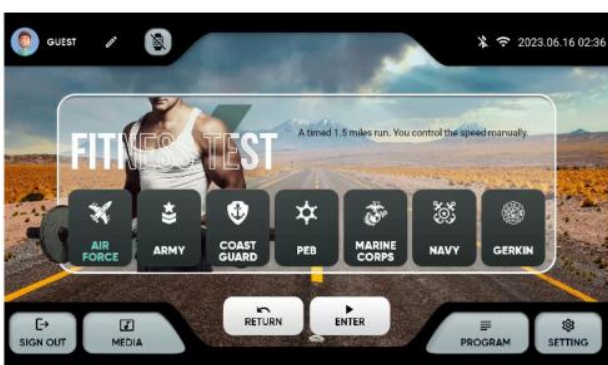 GUEST
2023.06.16 02:36
FITNESS TEST
A timed 1.5 miles run. You control the speed manually.
AIR
FORCE
ARMY
COAST
GUARD
PEB
MARINE
CORPS
NAVY
GERKIN
RETURN
ENTER
SIGN OUT
MEDIA
PROGRAM
SETTING